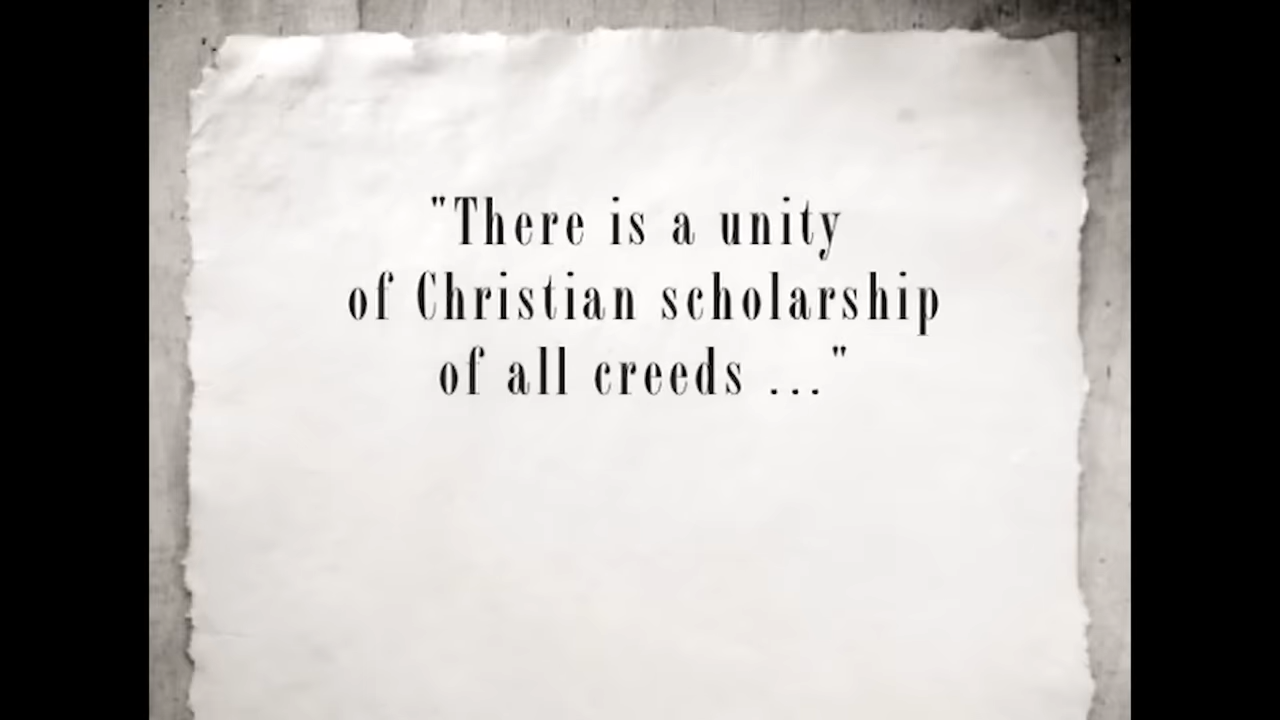 "There is a unity
of Christian scholarship
of all creeds ..."